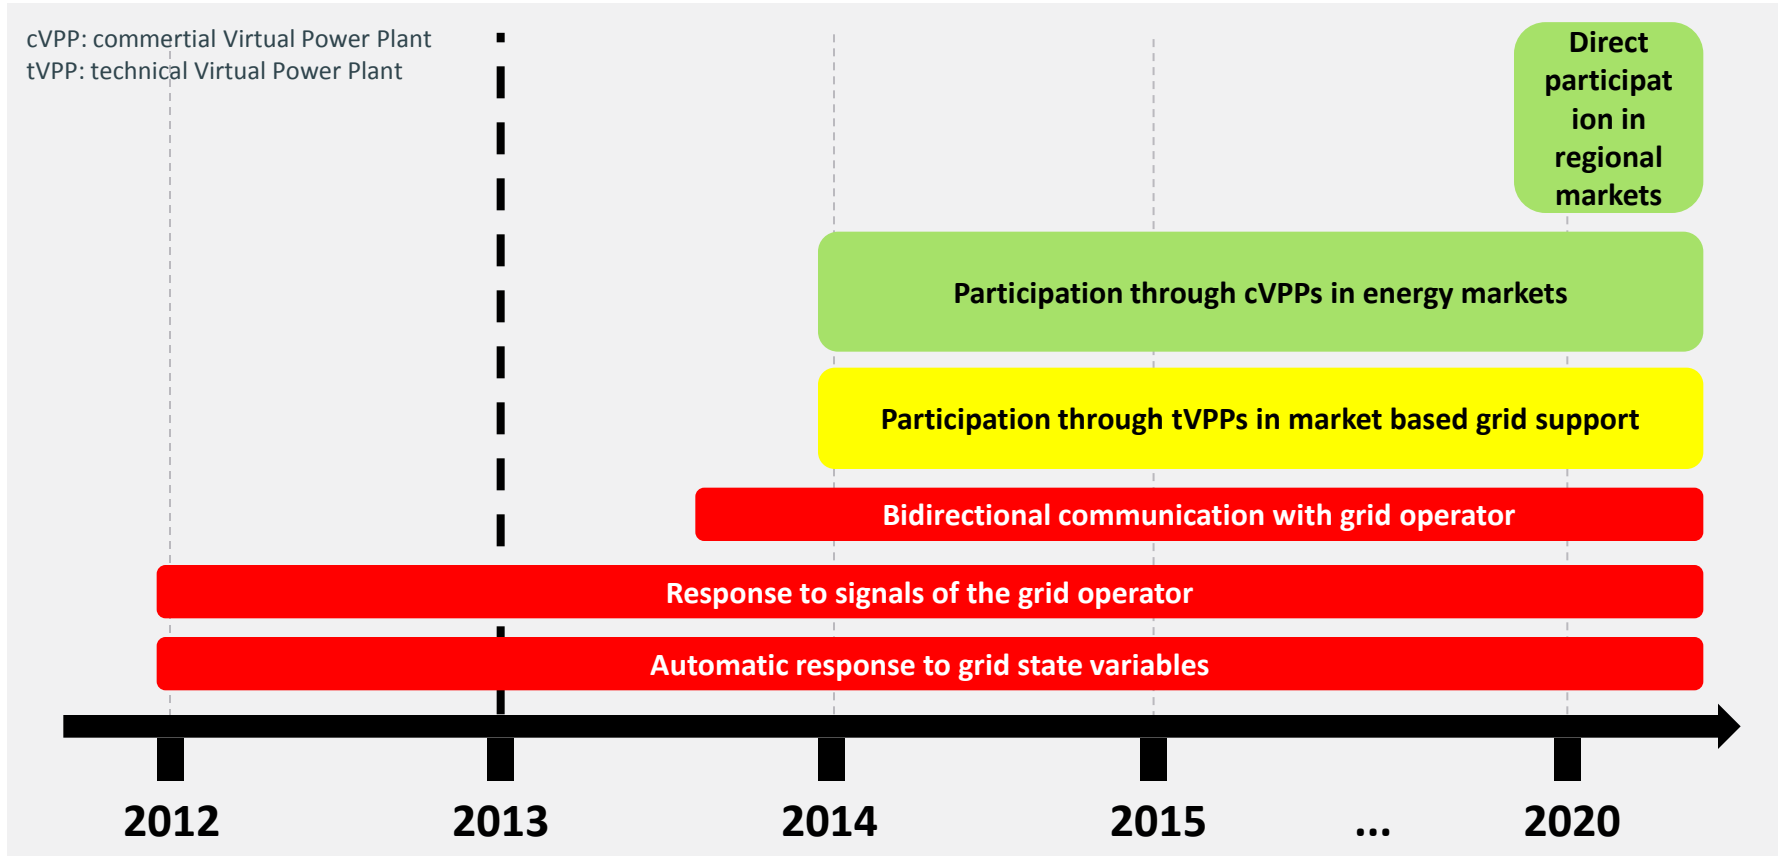 cVPP: commertial Virtual Power Plant
tVPP: technical Virtual Power Plant
Direct
participat
ion in
regional
markets
Participation through cVPPs in energy markets
Participation through tVPPs in market based grid support
Bidirectional communication with grid operator
Response to signals of the grid operator
Automatic response to grid state variables
2012 2013 2014 2015 ... 2020